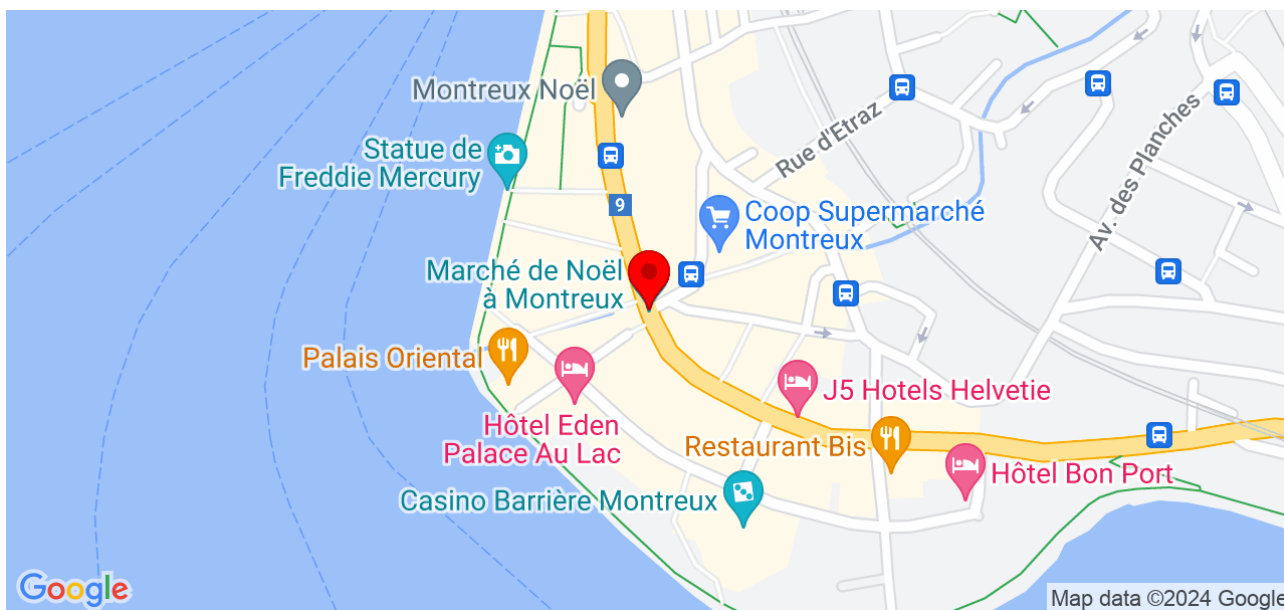 Montreux Noël
Rue d'Etraz
Av. des Planches
Statue de
Freddie Mercury
9
Coop Supermarché
Montreux
Marché de Noël
à Montreux
Palais Oriental
J5 Hotels Helvetie
Hôtel Eden
Palace Au Lac
Restaurant Bis
Hôtel Bon Port
Casino Barrière Montreux
Google
Map data ©2024 Google